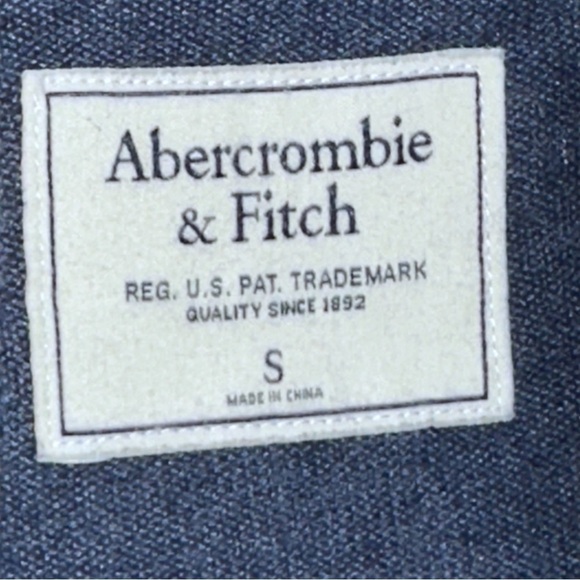 Abercrombie
& Fitch
REG. U.S. PAT. TRADEMARK
QUALITY SINCE 1892
S
MADE IN CHINA